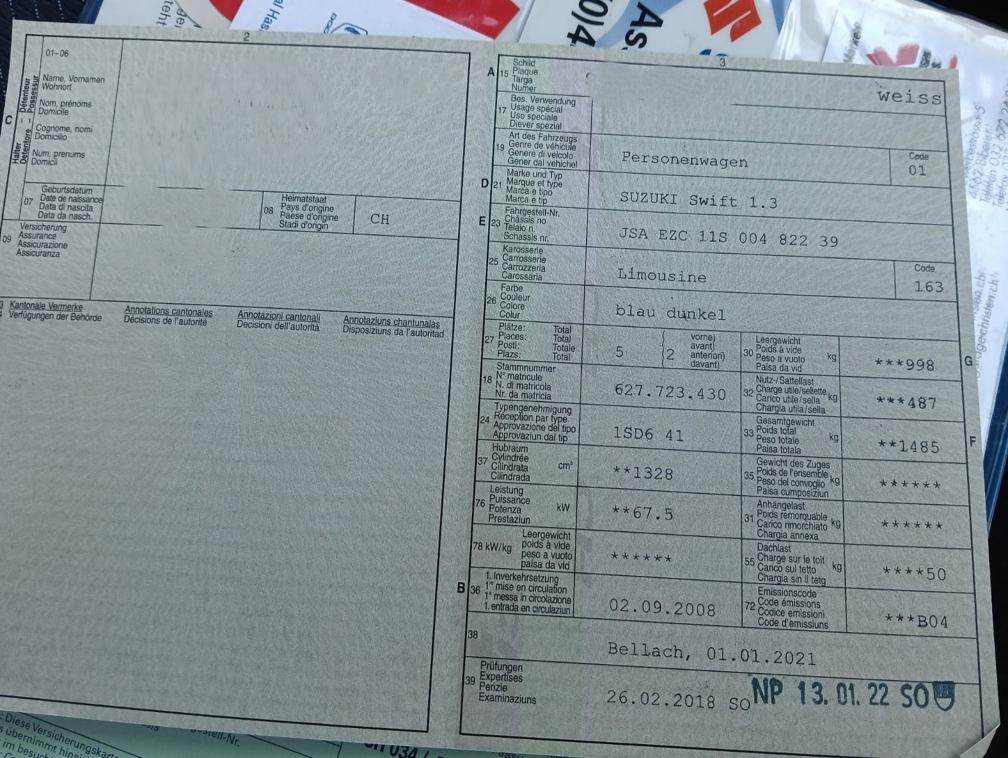 2
01-06
C
Halter - Détenteur
Detentore - Possessur
Name, Vornamen
Wohnort
Nom, prénoms
Domicile
Cognome, nomi
Domicilio
Num, prenums
Domicil
07
Geburtsdatum
Date de naissance
Data di nascita
Data da nasch.
08
Heimatstaat
Pays d'origine
Paese d'origine
Stadi d'origin
CH
09
Versicherung
Assurance
Assicurazione
Assicuranza
Kantonale Vermerke
Verfügungen der Behörde
Annotations cantonales
Décisions de l'autorité
Annotazioni cantonali
Decisioni dell'autorità
Annotaziuns chantunalas
Disposiziuns da l'autoritad
3
A 15
Schild
Plaque
Targa
Numer
weiss
17
Bes. Verwendung
Usage spécial
Uso speciale
Diever spezial
19
Art des Fahrzeugs
Genre de véhicule
Genere di veicolo
Gener dal vehichel
Personenwagen
Code
01
D 21
Marke und Typ
Marque et type
Marca e tipo
Marca e tip
SUZUKI Swift 1.3
E 23
Fahrgestell-Nr.
Châssis no
Telaio n.
Schassis nr.
JSA EZC 11S 004 822 39
25
Karosserie
Carrosserie
Carrozzeria
Carossaria
Limousine
Code
163
26
Farbe
Couleur
Colore
Colur
blau dunkel
27
Plätze: Total
Places: Total
Posti: Totale
Plazs: Total
5
2
vorne)
avant)
anteriori)
davant)
30
Leergewicht
Poids à vide
Peso a vuoto kg
Paisa da vid
***998
G
18
Stammnummer
N° matricule
N. di matricola
Nr. da matricla
627.723.430
32
Nutz-/Sattellast
Charge utile/sellette
Carico utile/sella kg
Chargia utila/sella
***487
24
Typengenehmigung
Réception par type
Approvazione del tipo
Approvaziun dal tip
1SD6 41
33
Gesamtgewicht
Poids total
Peso totale kg
Paisa totala
**1485
F
37
Hubraum
Cylindrée
Cilindrata cm³
Cilindrada
**1328
35
Gewicht des Zuges
Poids de l'ensemble
Peso del convoglio kg
Paisa cumposiziun
******
76
Leistung
Puissance
Potenza kW
Prestaziun
**67.5
31
Anhängelast
Poids remorquable
Carico rimorchiato kg
Chargia annexa
******
78 kW/kg
Leergewicht
poids à vide
peso a vuoto
paisa da vid
******
55
Dachlast
Charge sur le toit
Carico sul tetto kg
Chargia sin il tetg
****50
B 36
1. Inverkehrsetzung
1re mise en circulation
1a messa in circolazione
1. entrada en circulaziun
02.09.2008
72
Emissionscode
Code émissions
Codice emissioni
Code d'emissiuns
***B04
38
Bellach, 01.01.2021
39
Prüfungen
Expertises
Perizie
Examinaziuns
26.02.2018 SO
NP 13. 01. 22 SO